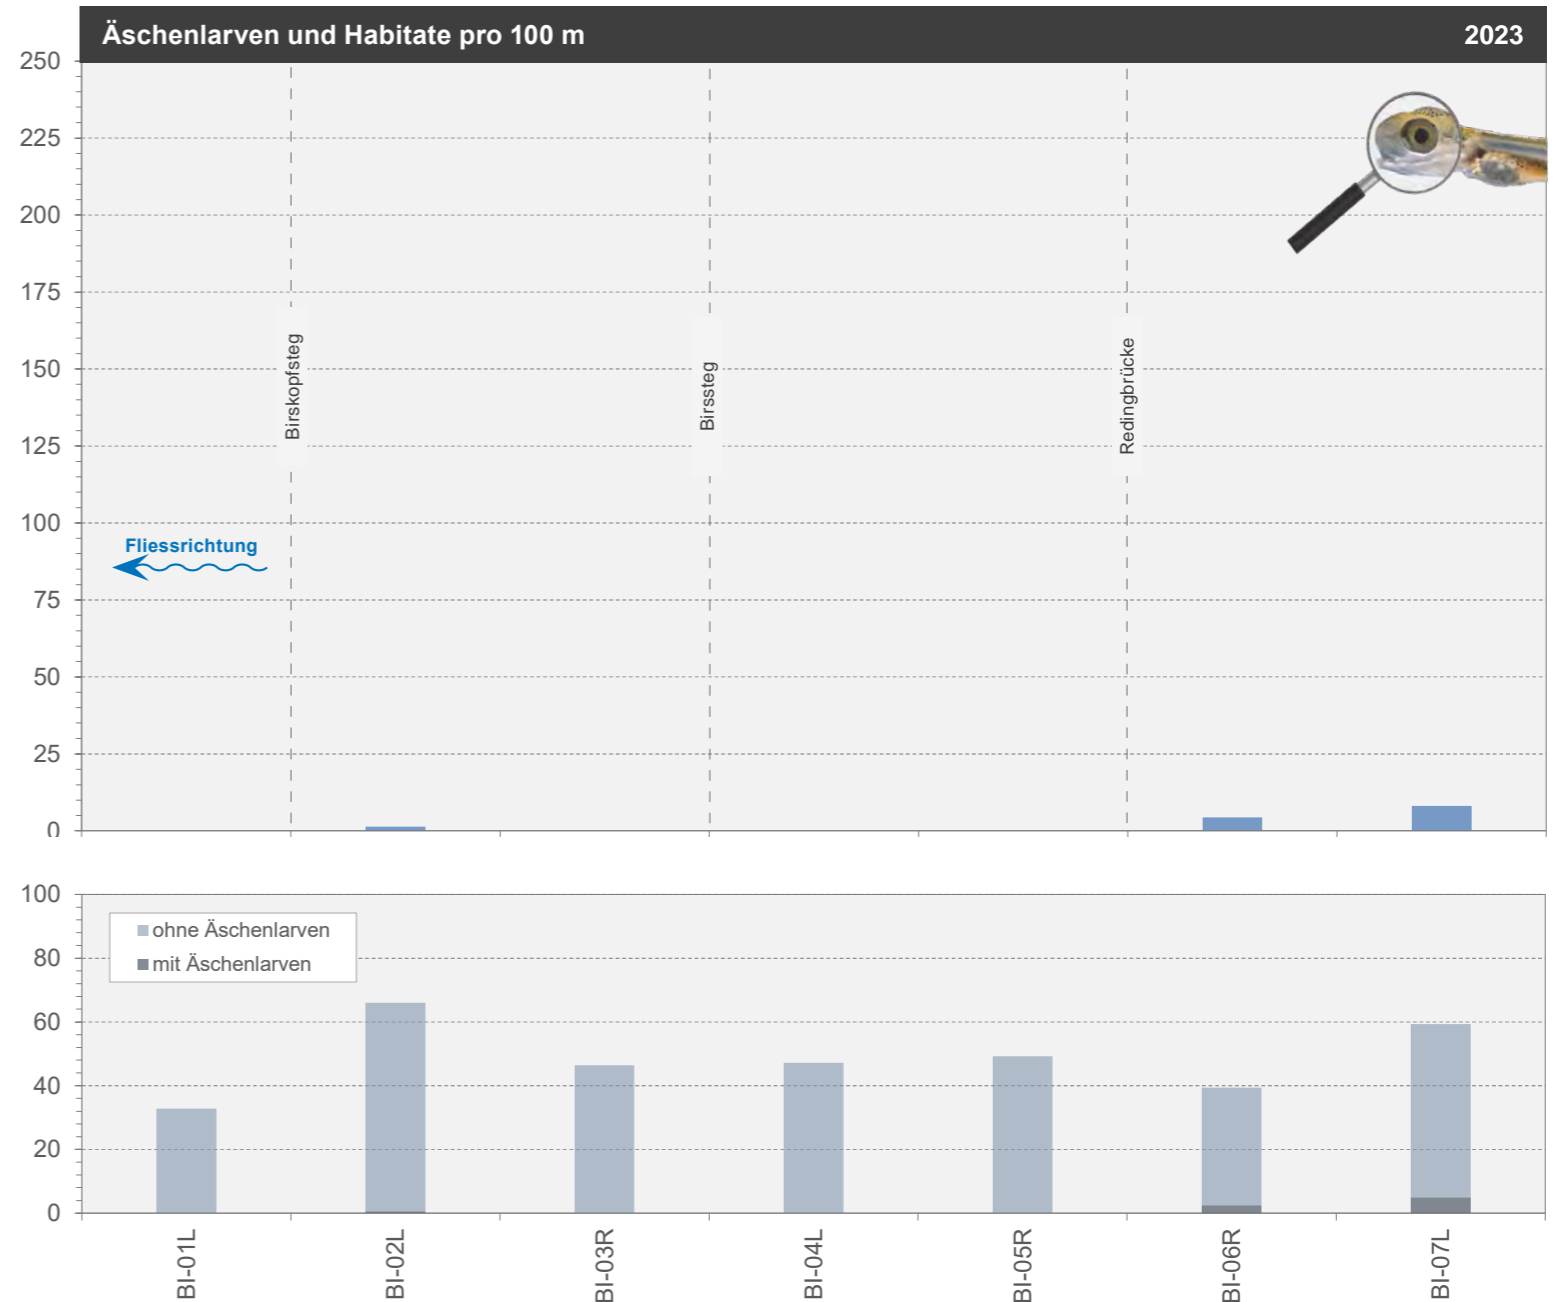 Äschenlarven und Habitate pro 100 m 2023
250
225
200
175
150
125
100
75
50
25
0
Birskopfsteg
Birssteg
Redingbrücke
Fliessrichtung
100
80
60
40
20
0
ohne Äschenlarven
mit Äschenlarven
BI-01L
BI-02L
BI-03R
BI-04L
BI-05R
BI-06R
BI-07L